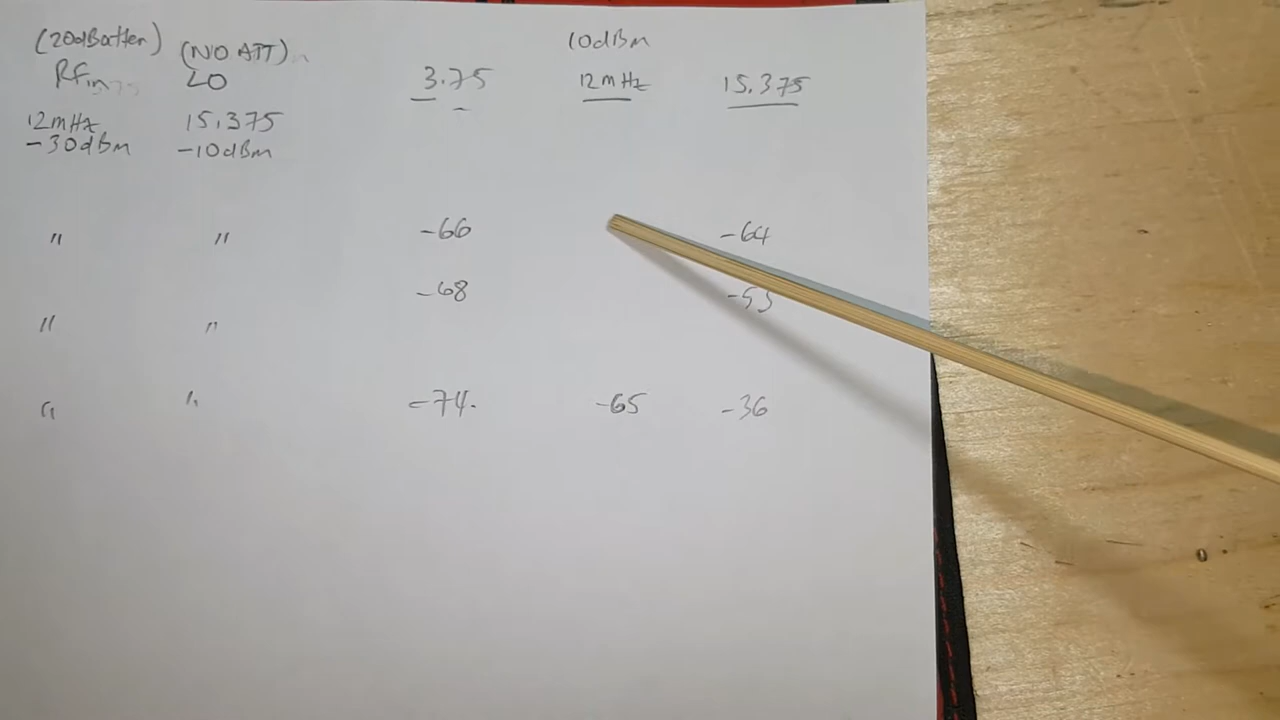 (20dBatten) (NO ATT) 10dBm
RFin LO 3.75 12mHz 15.375
12mHz 15.375
-30dBm -10dBm
" " -66 -64
-68
" "
" " -74. -65 -36